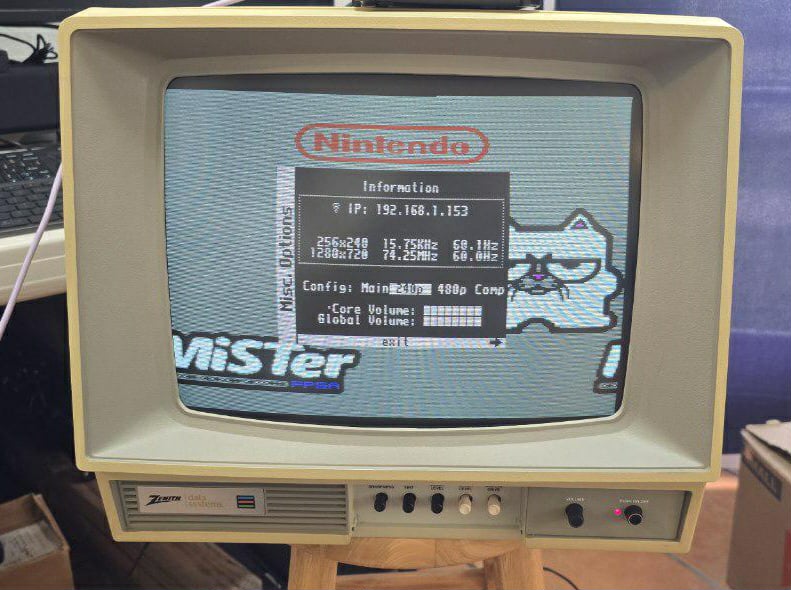 Nintendo
Information
IP: 192.168.1.153
256x240 15.75KHz 60.1Hz
1280x720 74.25MHz 60.0Hz
Misc. Options
Config: Main 240p 480p Comp
Core Volume:
Global Volume:
exit
MiSTer
FPGA
ZENITH data systems
VOLUME